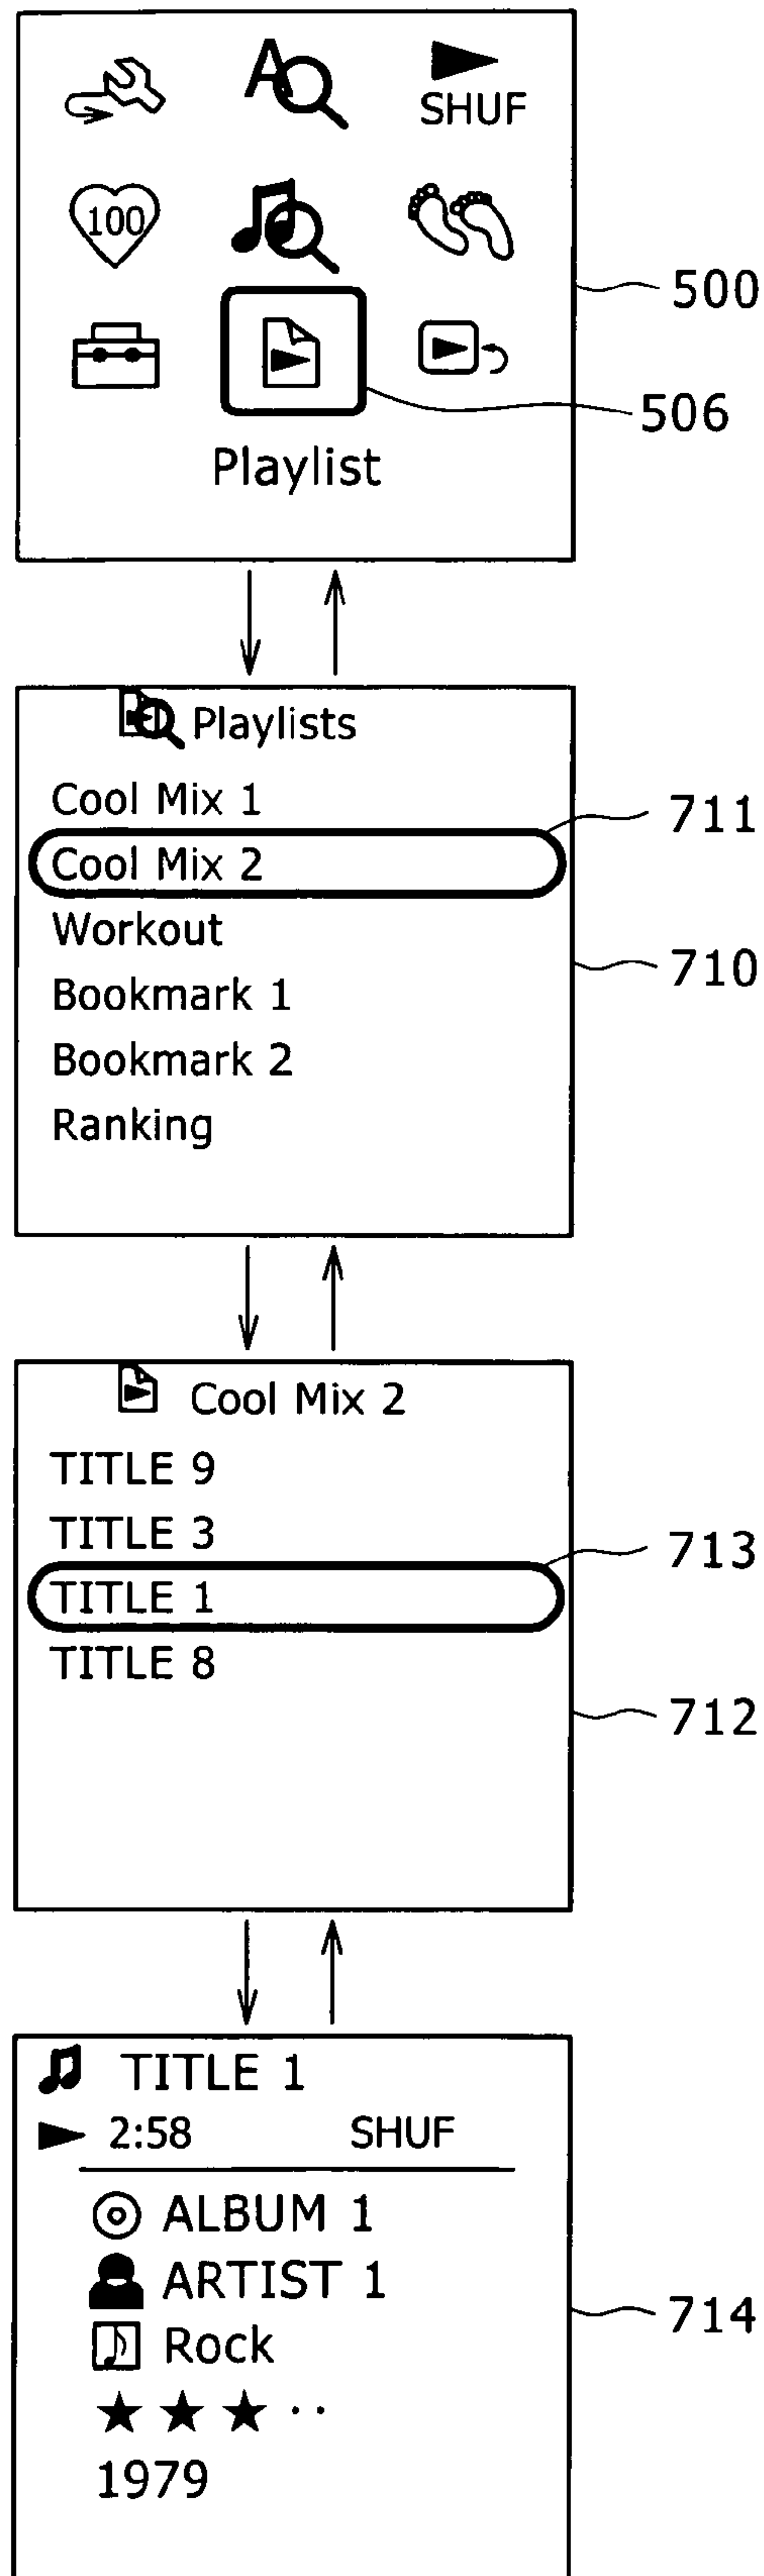 A
SHUF
100
500
506
Playlist
Playlists
Cool Mix 1
711
Cool Mix 2
Workout
710
Bookmark 1
Bookmark 2
Ranking
Cool Mix 2
TITLE 9
TITLE 3
713
TITLE 1
TITLE 8
712
TITLE 1
2:58 SHUF
ALBUM 1
ARTIST 1
714
Rock
1979